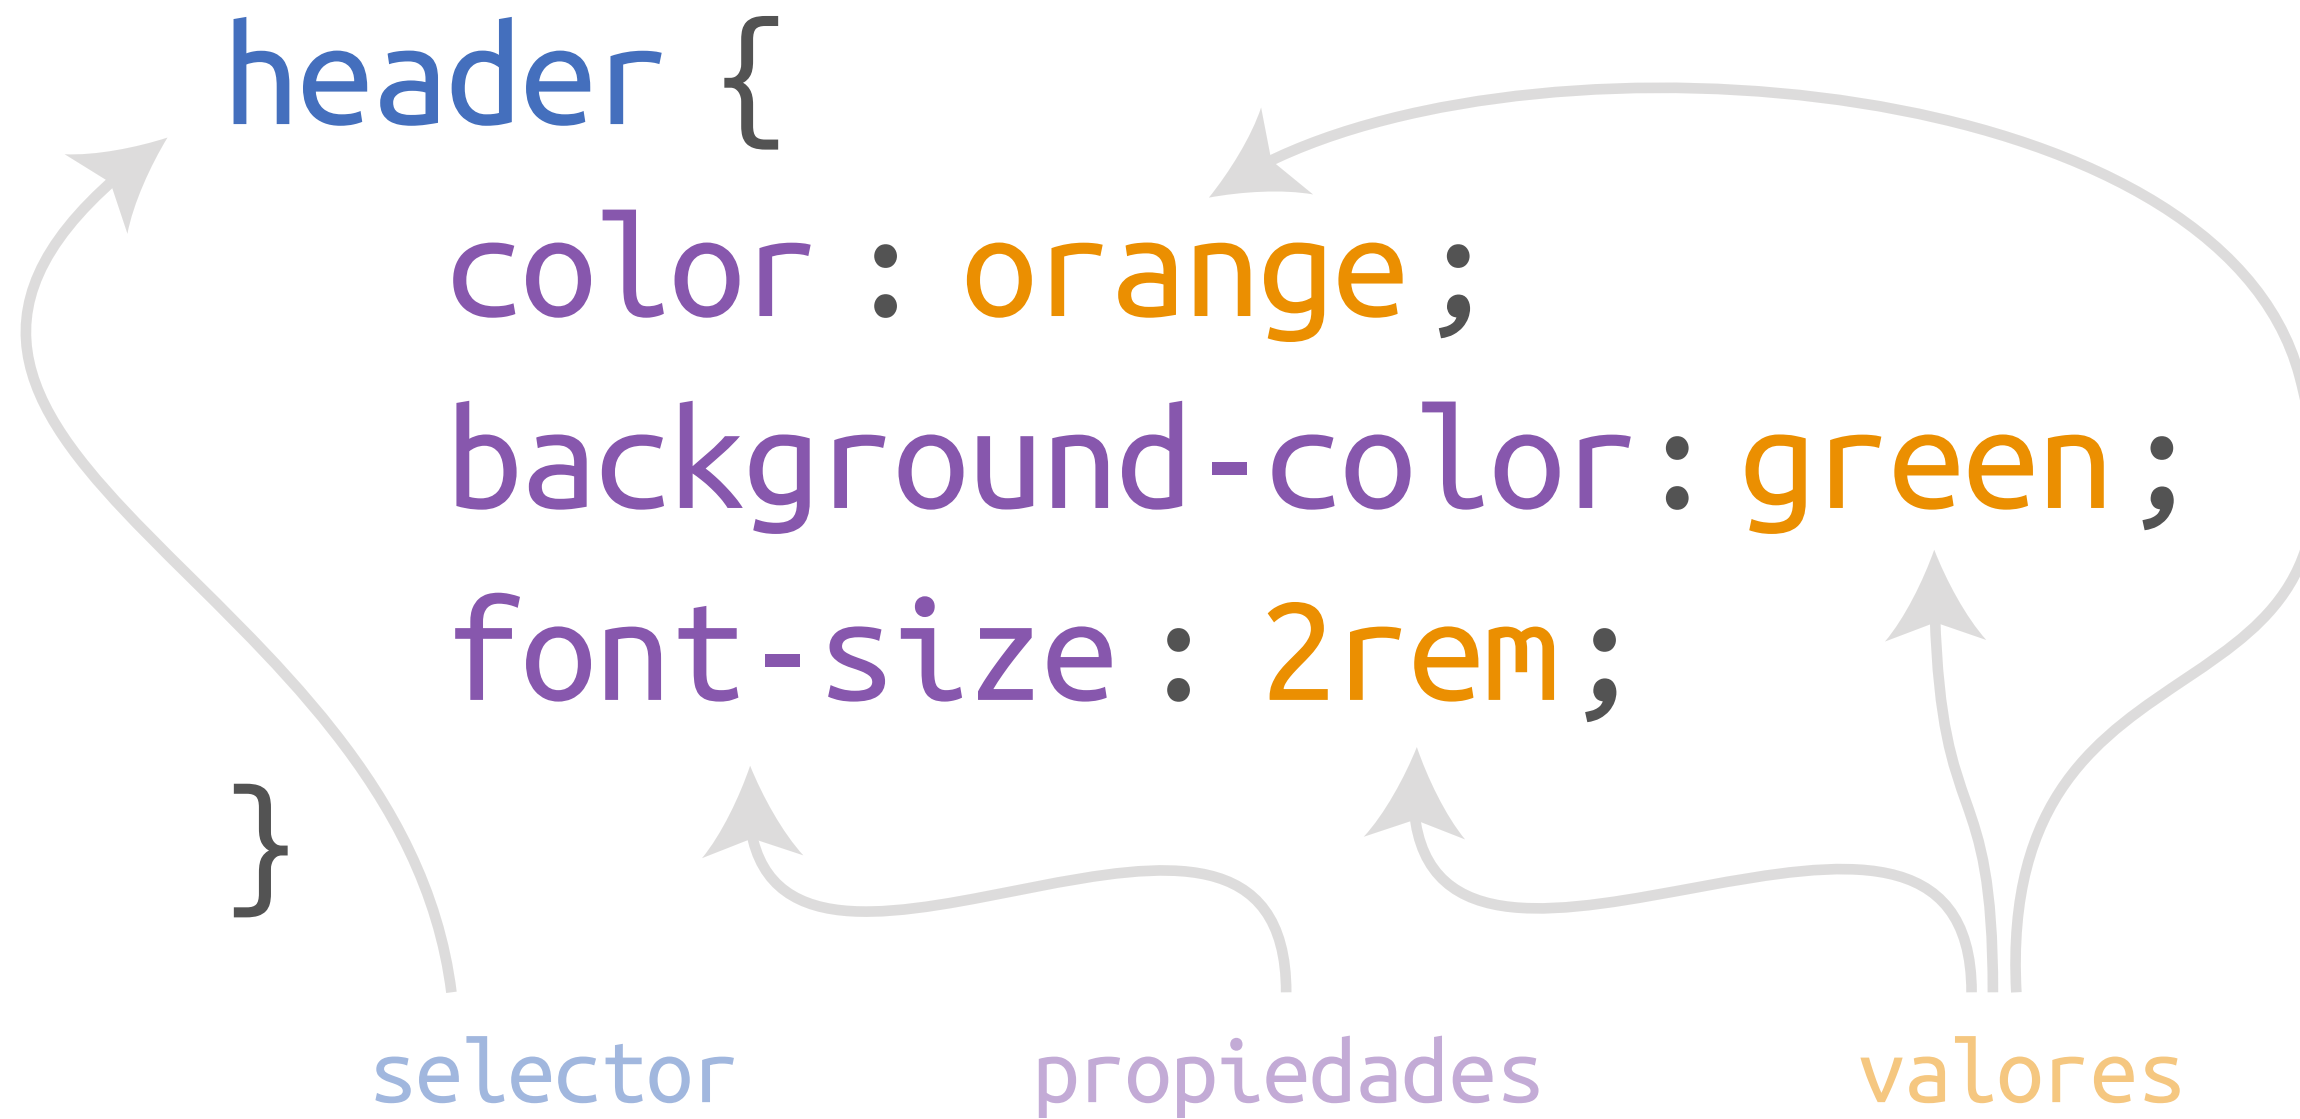 header {
color : orange;
background-color: green;
font-size : 2rem;
}
selector propiedades valores